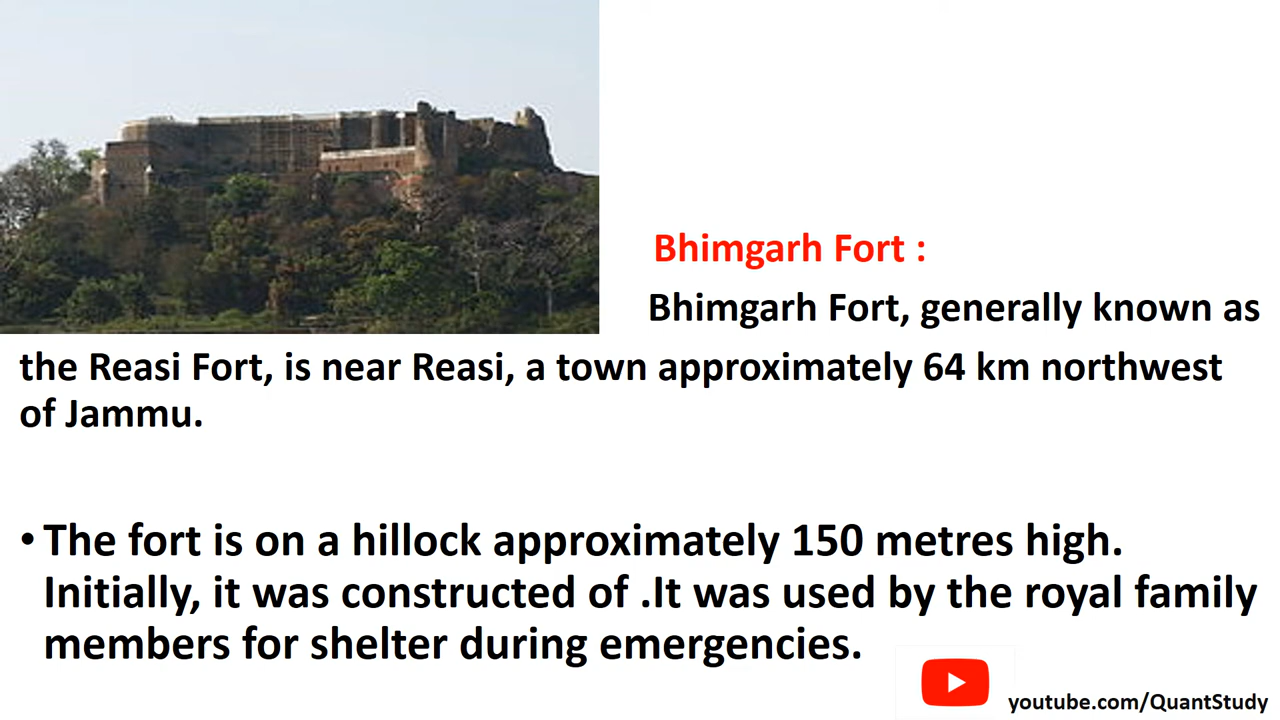 Bhimgarh Fort :
Bhimgarh Fort, generally known as
the Reasi Fort, is near Reasi, a town approximately 64 km northwest
of Jammu.
• The fort is on a hillock approximately 150 metres high.
Initially, it was constructed of .It was used by the royal family
members for shelter during emergencies.
youtube.com/QuantStudy